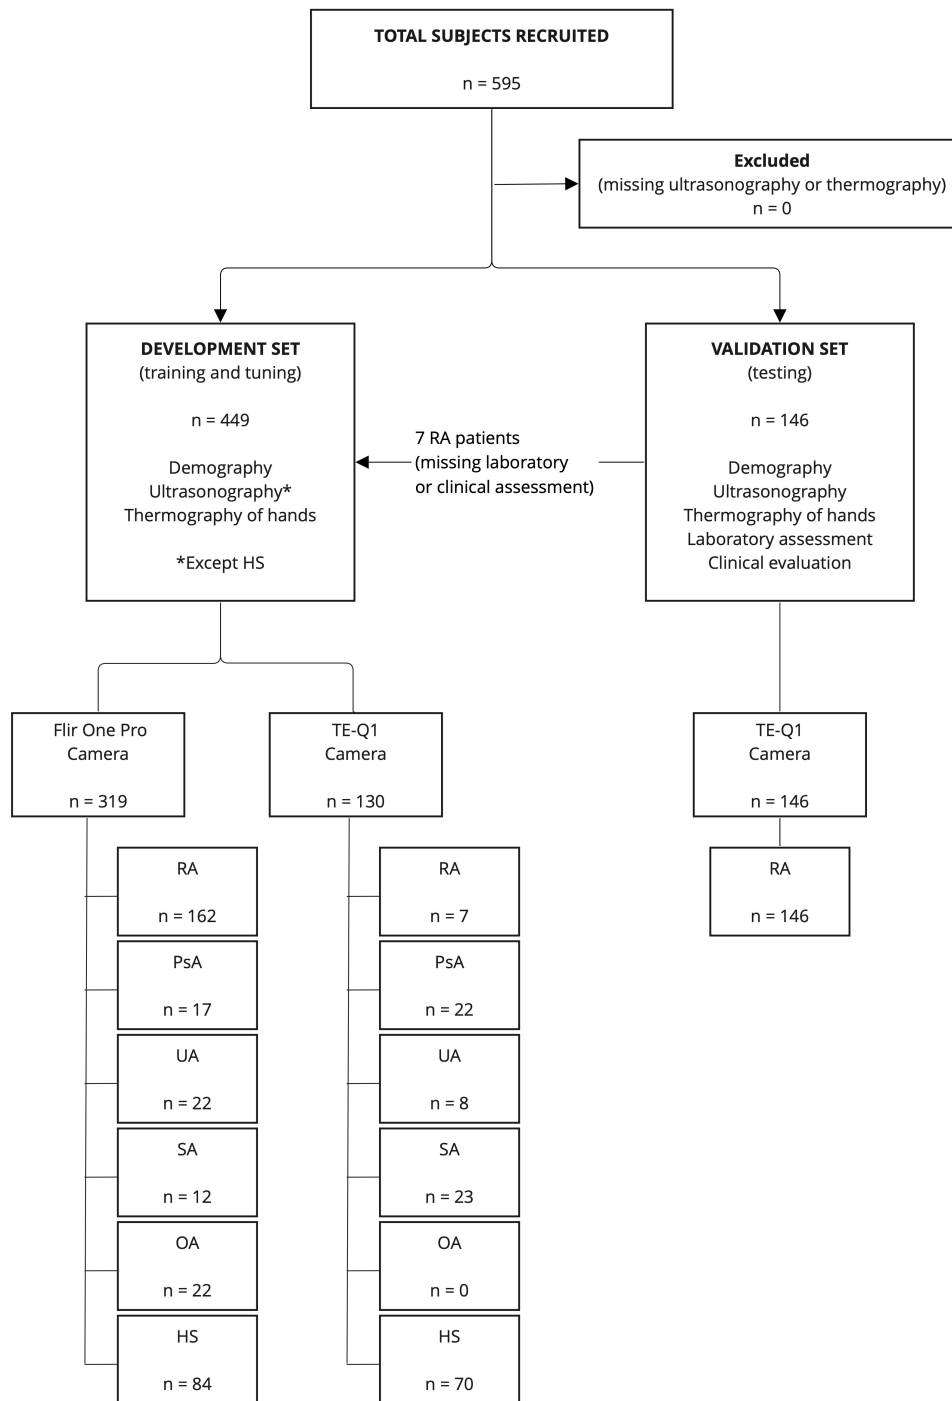 TOTAL SUBJECTS RECRUITED
n = 595
Excluded
(missing ultrasonography or thermography)
n = 0
DEVELOPMENT SET
(training and tuning)
n = 449
Demography
Ultrasonography*
Thermography of hands
*Except HS
7 RA patients
(missing laboratory
or clinical assessment)
VALIDATION SET
(testing)
n = 146
Demography
Ultrasonography
Thermography of hands
Laboratory assessment
Clinical evaluation
Flir One Pro
Camera
n = 319
TE-Q1
Camera
n = 130
TE-Q1
Camera
n = 146
RA
n = 162
PsA
n = 17
UA
n = 22
SA
n = 12
OA
n = 22
HS
n = 84
RA
n = 7
PsA
n = 22
UA
n = 8
SA
n = 23
OA
n = 0
HS
n = 70
RA
n = 146